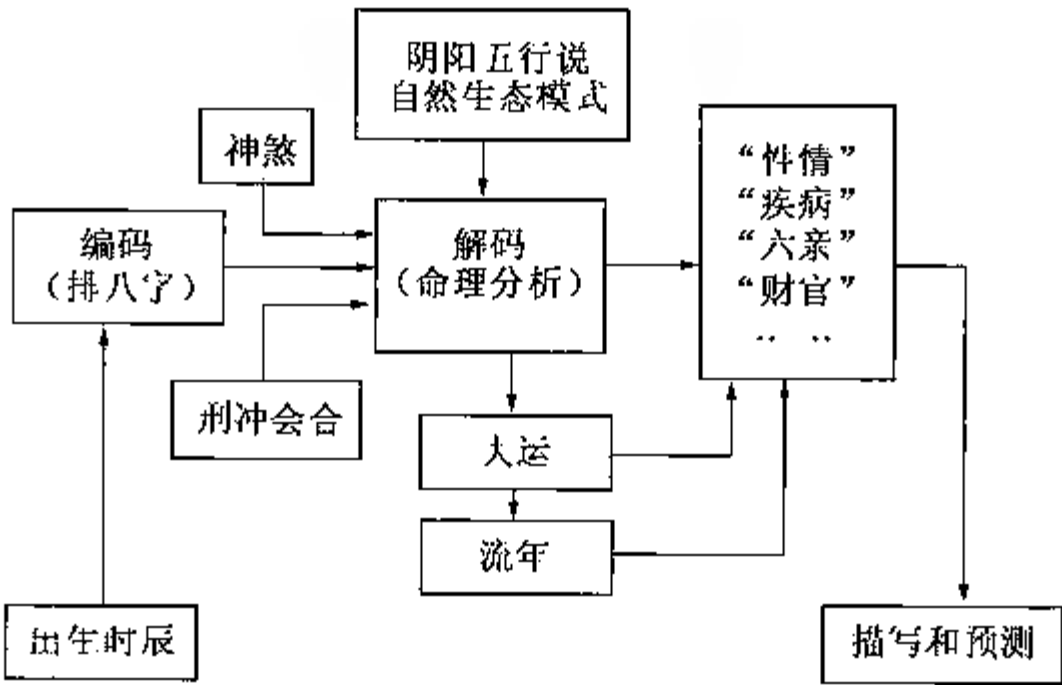 阴阳五行说
自然生态模式
神煞
编码
（排八字）
解码
（命理分析）
“性情”
“疾病”
“六亲”
“财官”
‥ ‥
刑冲会合
大运
流年
出生时辰
描写和预测